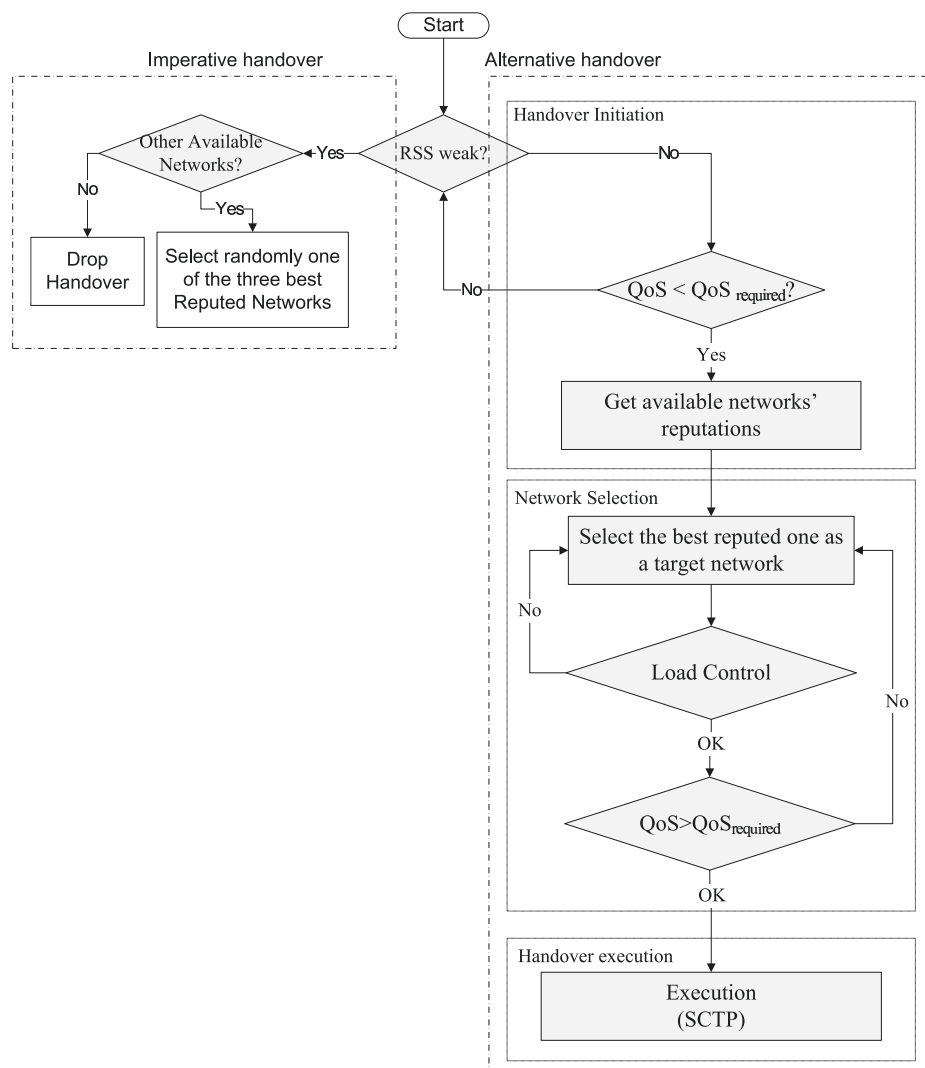 Start
Imperative handover
Alternative handover
Handover Initiation
Other Available
Networks?
Yes
RSS weak?
No
No
Yes
Drop
Handover
Select randomly one
of the three best
Reputed Networks
No
QoS < QoS required?
Yes
Get available networks’
reputations
Network Selection
Select the best reputed one as
a target network
No
Load Control
No
OK
QoS>QoSrequired
OK
Handover execution
Execution
(SCTP)